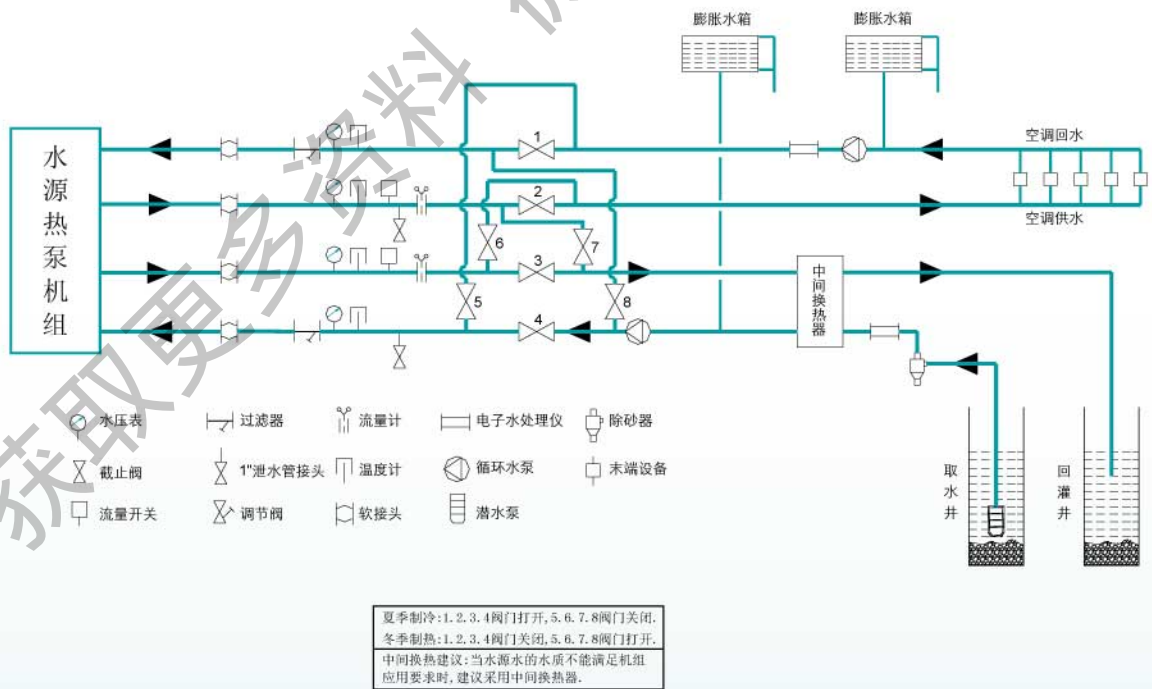 获取更多资料
膨胀水箱
膨胀水箱
水源热泵机组
1
空调回水
2
空调供水
6
7
3
中间换热器
5
8
4
水压表
过滤器
流量计
电子水处理仪
除砂器
截止阀
1"泄水管接头
温度计
循环水泵
末端设备
流量开关
调节阀
软接头
潜水泵
取水井
回灌井
夏季制冷:1.2.3.4阀门打开,5.6.7.8阀门关闭.
冬季制热:1.2.3.4阀门关闭,5.6.7.8阀门打开.
中间换热建议:当水源水的水质不能满足机组
应用要求时,建议采用中间换热器.